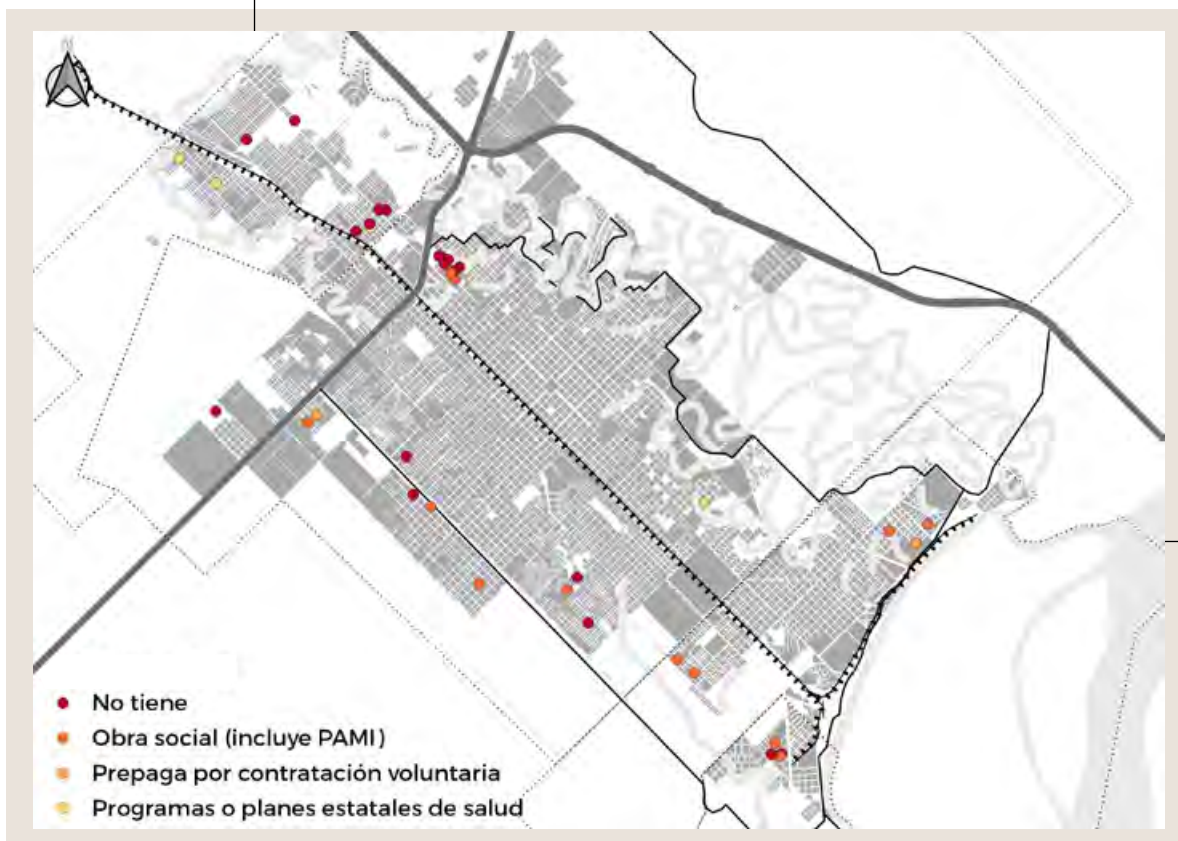 No tiene
Obra social (incluye PAMI)
Prepaga por contratación voluntaria
Programas o planes estatales de salud